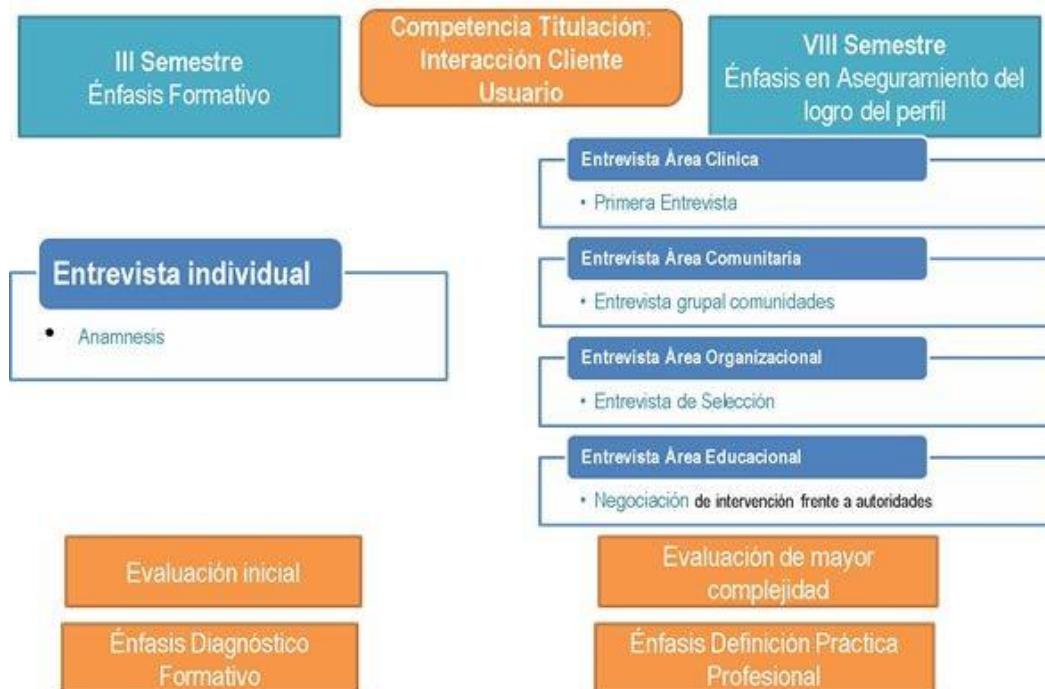 III Semestre
Énfasis Formativo
Competencia Titulación:
Interacción Cliente
Usuario
VIII Semestre
Énfasis en Aseguramiento del
logro del perfil
Entrevista individual
• Anamnesis
Entrevista Área Clínica
• Primera Entrevista
Entrevista Área Comunitaria
• Entrevista grupal comunidades
Entrevista Área Organizacional
• Entrevista de Selección
Entrevista Área Educacional
• Negociación de intervención frente a autoridades
Evaluación inicial
Evaluación de mayor
complejidad
Énfasis Diagnóstico
Formativo
Énfasis Definición Práctica
Profesional